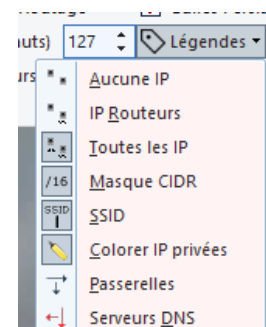 nuts) 127 Légendes
Aucune IP
IP Routeurs
Toutes les IP
/16 Masque CIDR
SSID SSID
Colorer IP privées
Passerelles
Serveurs DNS